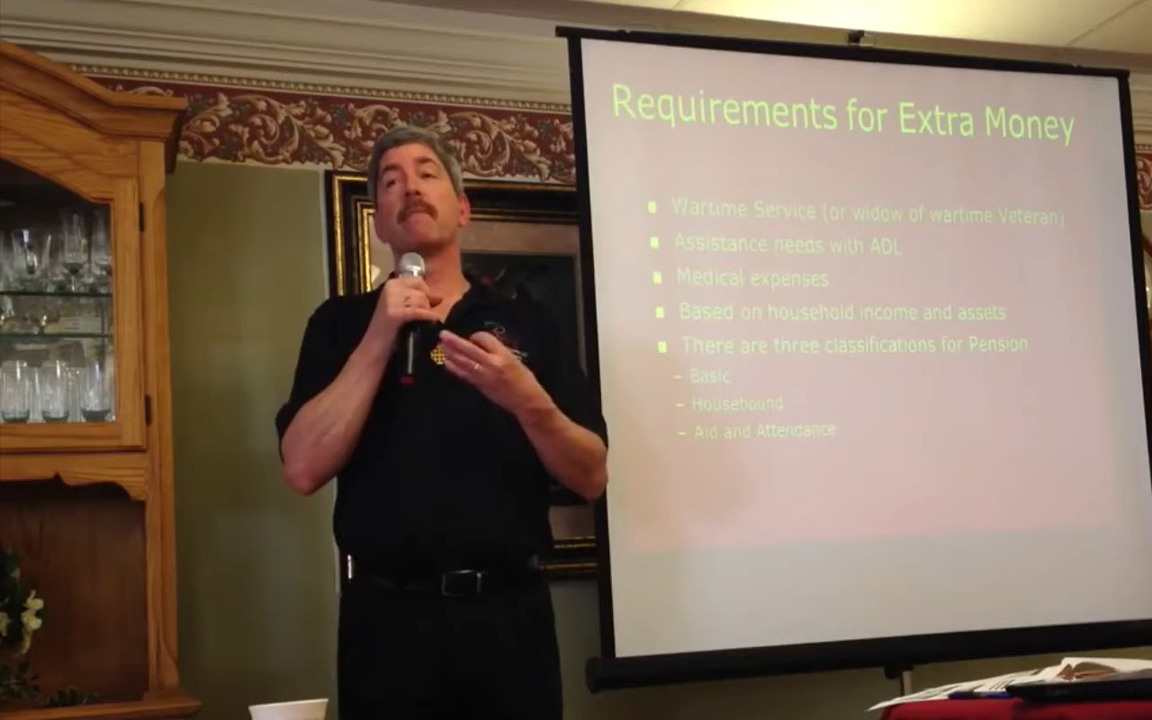 Requirements for Extra Money
▪ Wartime Service (or widow of wartime Veteran)
▪ Assistance needs with ADL
▪ Medical expenses
▪ Based on household income and assets
▪ There are three classifications for Pension
– Basic
– Housebound
– Aid and Attendance